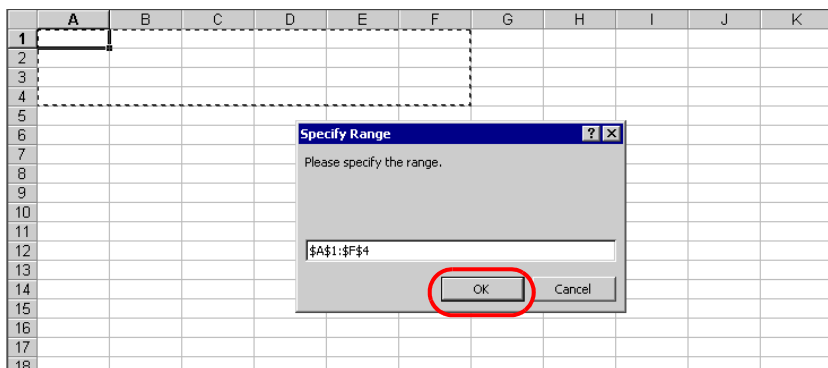 A B C D E F G H I J K
1
2
3
4
5
6 Specify Range ?
7 Please specify the range.
8
9
10
11
12 $A$1:$F$4
13
14 OK Cancel
15
16
17
18